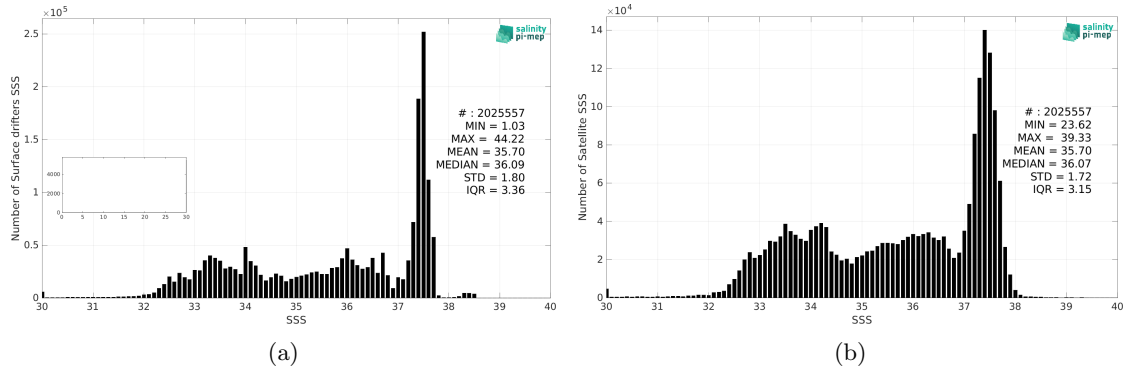 ×10⁵
2.5
2
1.5
1
0.5
0
Number of Surface drifters SSS
salinity
pi-mep
# : 2025557
MIN = 1.03
MAX = 44.22
MEAN = 35.70
MEDIAN = 36.09
STD = 1.80
IQR = 3.36
4000
2000
0
0 5 10 15 20 25 30
30 31 32 33 34 35 36 37 38 39 40
SSS
(a)
×10⁴
14
12
10
8
6
4
2
0
Number of Satellite SSS
salinity
pi-mep
# : 2025557
MIN = 23.62
MAX = 39.33
MEAN = 35.70
MEDIAN = 36.07
STD = 1.72
IQR = 3.15
30 31 32 33 34 35 36 37 38 39 40
SSS
(b)